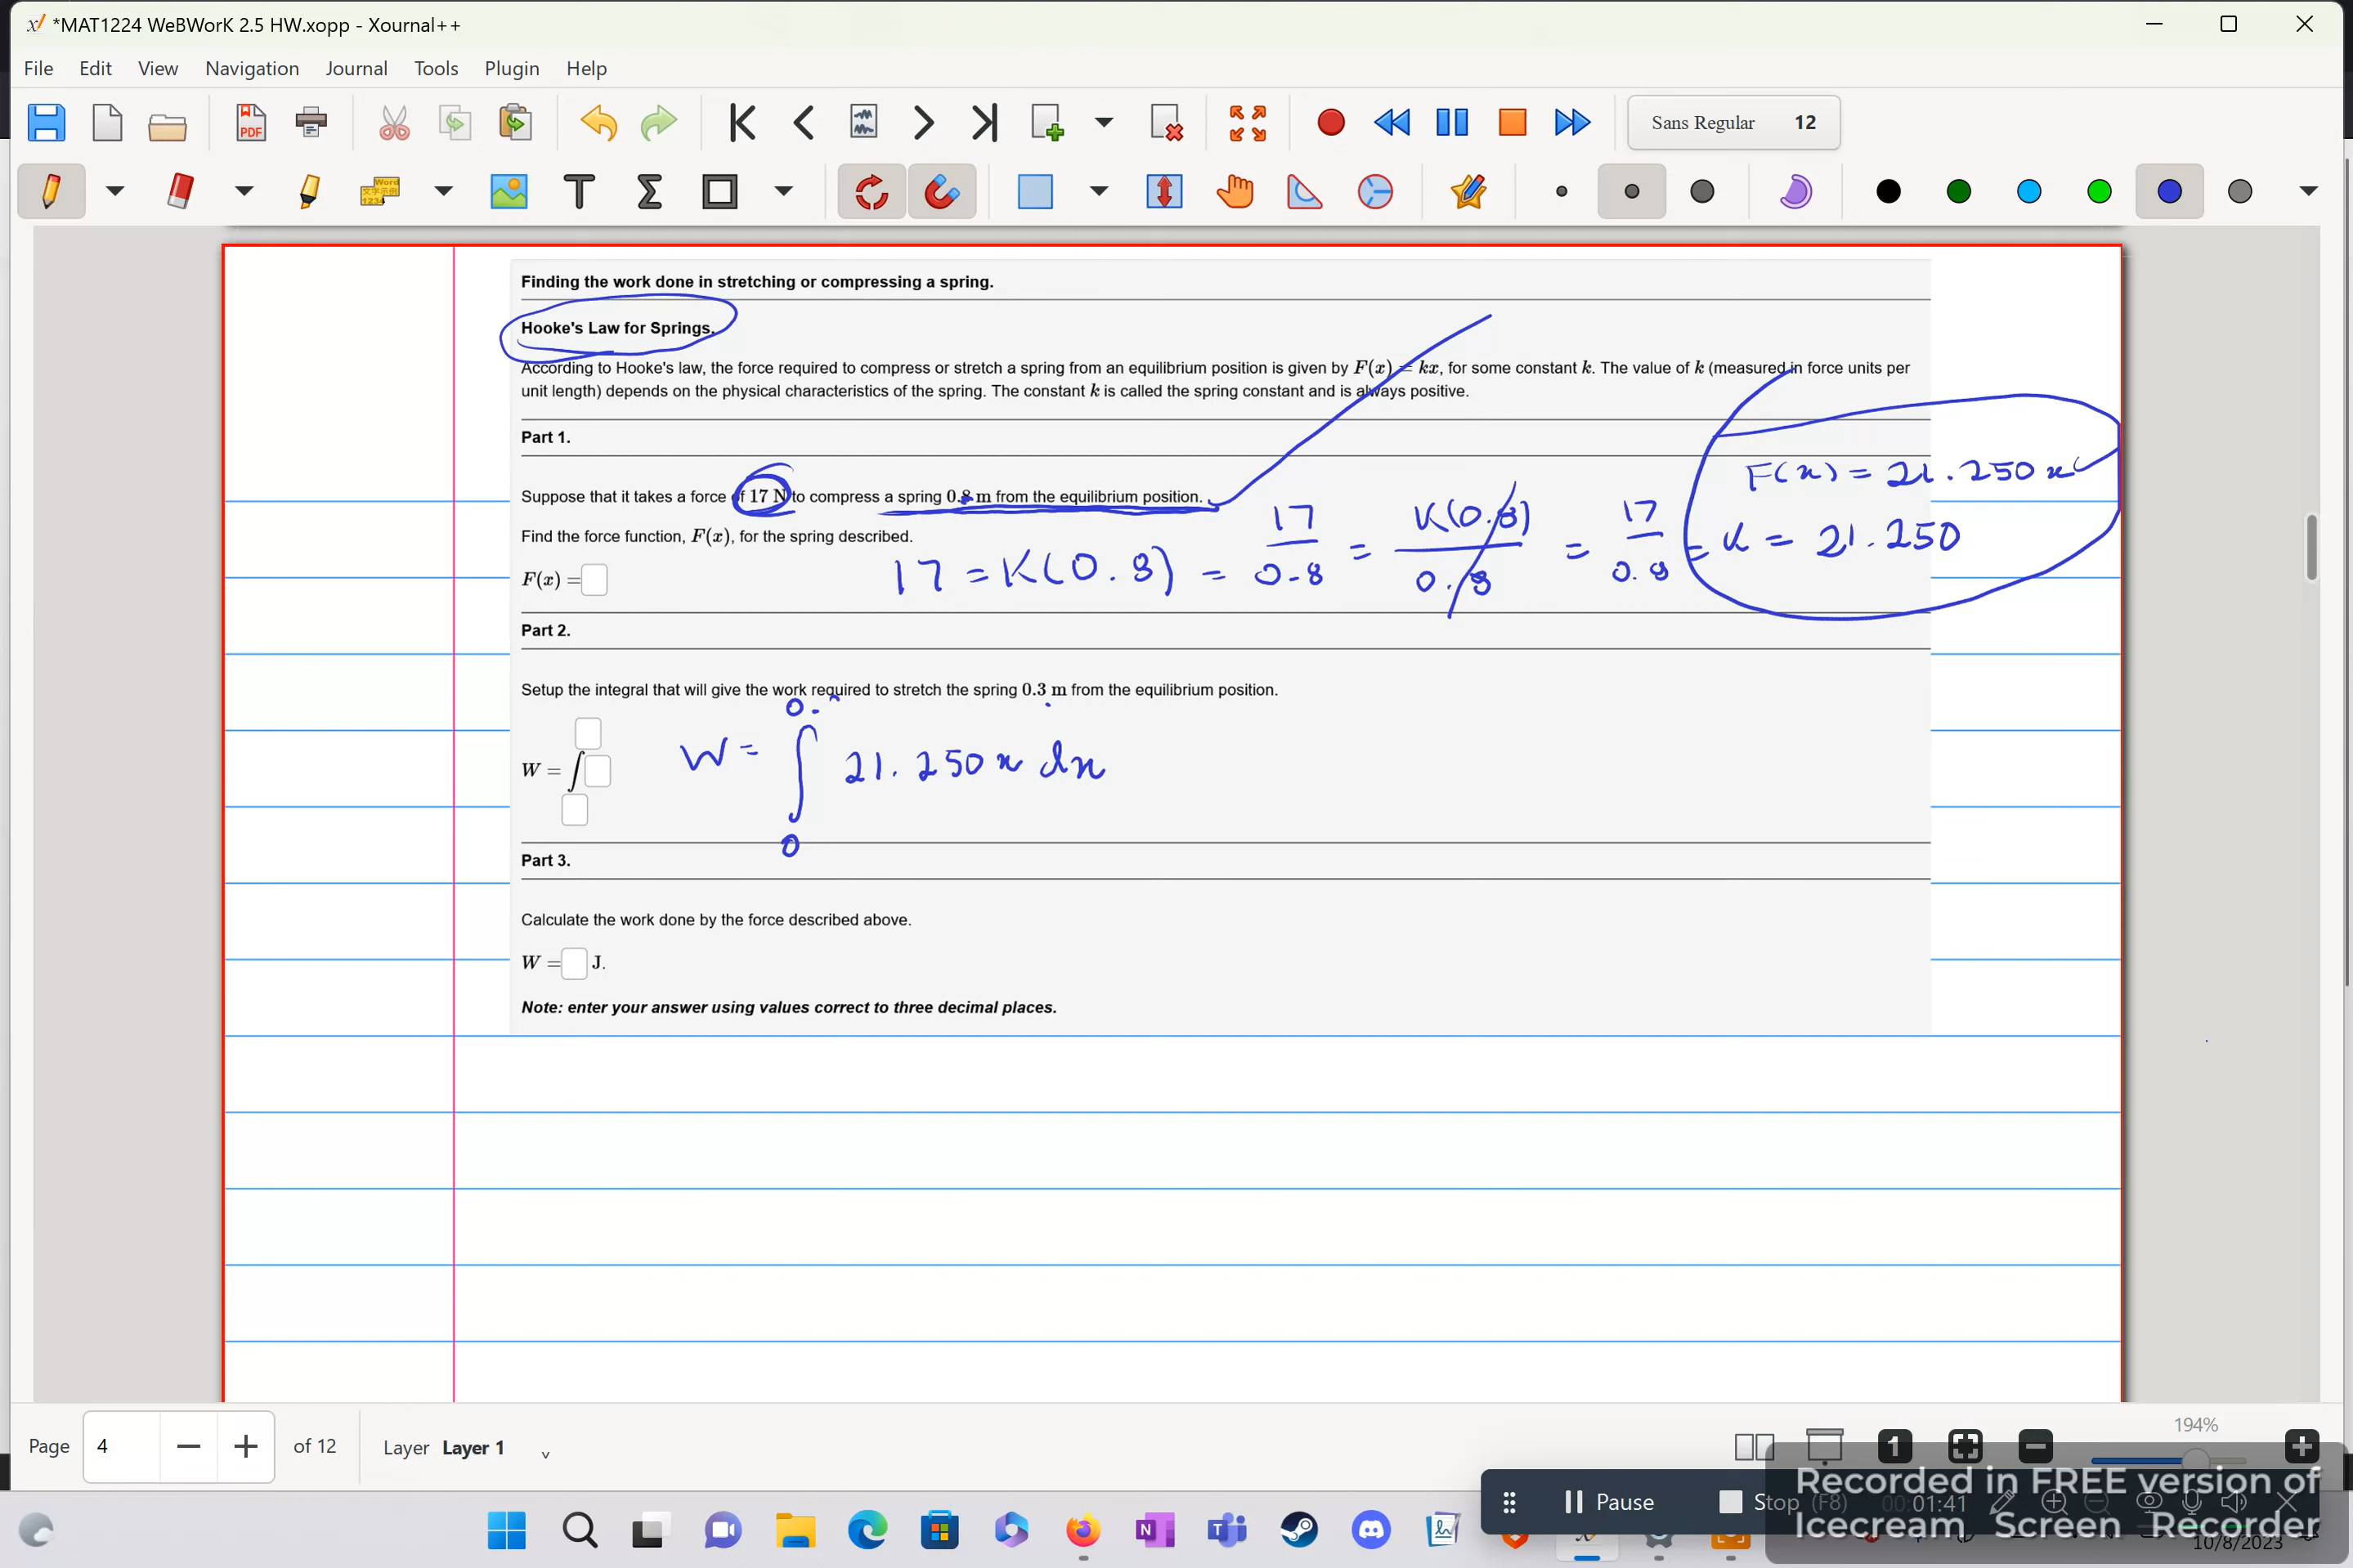 *MAT1224 WeBWorK 2.5 HW.xopp - Xournal++
File Edit View Navigation Journal Tools Plugin Help
PDF
Sans Regular 12
Word
1234
T Σ
Finding the work done in stretching or compressing a spring.
Hooke's Law for Springs.
According to Hooke's law, the force required to compress or stretch a spring from an equilibrium position is given by F(x) = kx, for some constant k. The value of k (measured in force units per
unit length) depends on the physical characteristics of the spring. The constant k is called the spring constant and is always positive.
Part 1.
F(x) = 21.250 x
Suppose that it takes a force of 17 N to compress a spring 0.8 m from the equilibrium position.
Find the force function, F(x), for the spring described.
17 = K(0.8) = 17/0.8 = K(0.8)/0.8 = 17/0.8 = K = 21.250
F(x) =
Part 2.
Setup the integral that will give the work required to stretch the spring 0.3 m from the equilibrium position.
0.
W = ∫
W = ∫ 21.250 x dx
0
Part 3.
Calculate the work done by the force described above.
W = J.
Note: enter your answer using values correct to three decimal places.
194%
Page 4 of 12 Layer Layer 1
1
Pause Stop (F8) 00:01:41
Recorded in FREE version of
Icecream Screen Recorder
10/8/2023